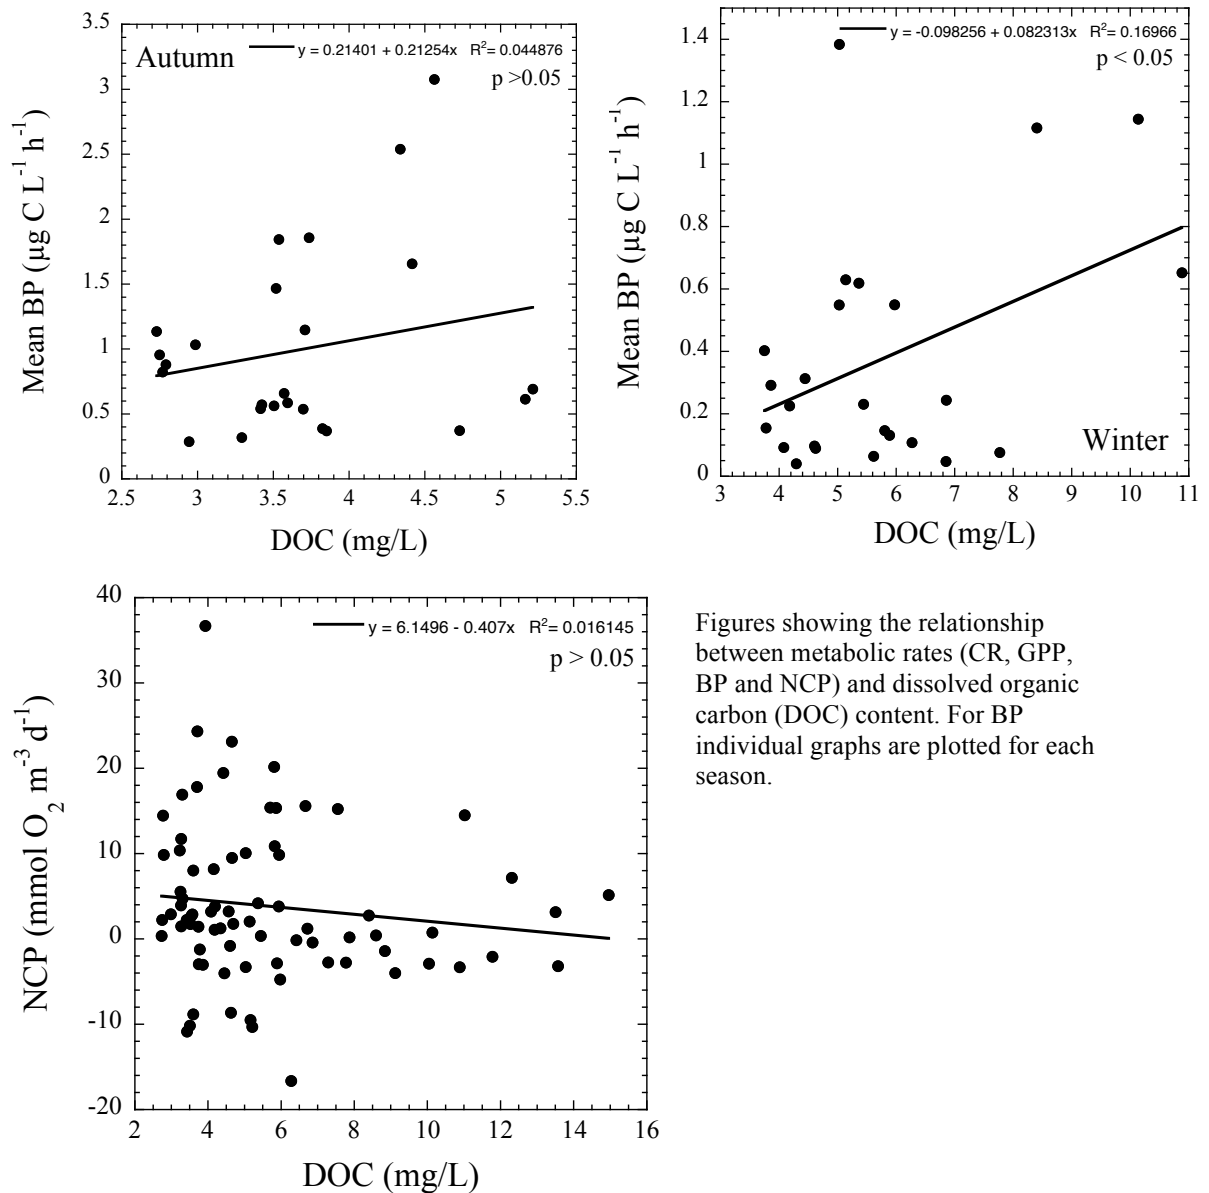 Autumn
y = 0.21401 + 0.21254x R²= 0.044876
p >0.05
3.5
3
2.5
2
1.5
1
0.5
0
Mean BP (µg C L⁻¹ h⁻¹)
2.5 3 3.5 4 4.5 5 5.5
DOC (mg/L)
y = -0.098256 + 0.082313x R²= 0.16966
p < 0.05
1.4
1.2
1
0.8
0.6
0.4
0.2
0
Mean BP (µg C L⁻¹ h⁻¹)
Winter
3 4 5 6 7 8 9 10 11
DOC (mg/L)
y = 6.1496 - 0.407x R²= 0.016145
p > 0.05
40
30
20
10
0
-10
-20
NCP (mmol O₂ m⁻³ d⁻¹)
2 4 6 8 10 12 14 16
DOC (mg/L)
Figures showing the relationship
between metabolic rates (CR, GPP,
BP and NCP) and dissolved organic
carbon (DOC) content. For BP
individual graphs are plotted for each
season.